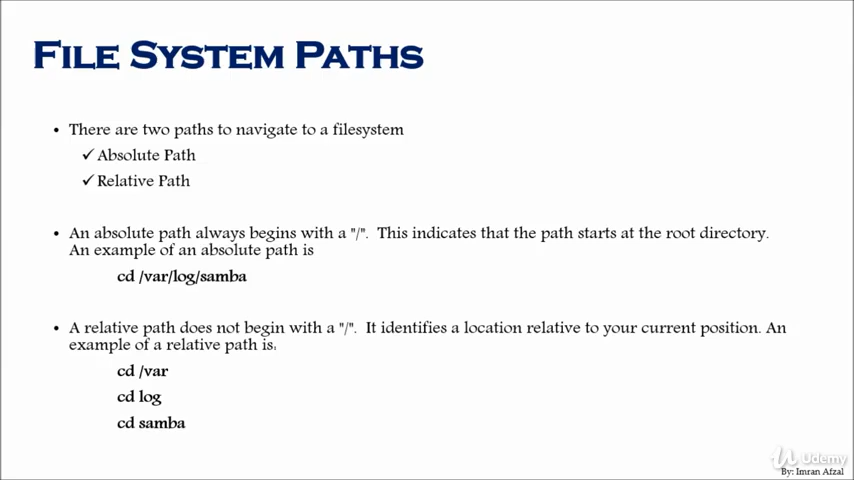 FILE SYSTEM PATHS
• There are two paths to navigate to a filesystem
✓ Absolute Path
✓ Relative Path
• An absolute path always begins with a "/". This indicates that the path starts at the root directory.
An example of an absolute path is
cd /var/log/samba
• A relative path does not begin with a "/". It identifies a location relative to your current position. An
example of a relative path is:
cd /var
cd log
cd samba
Udemy
By: Imran Afzal